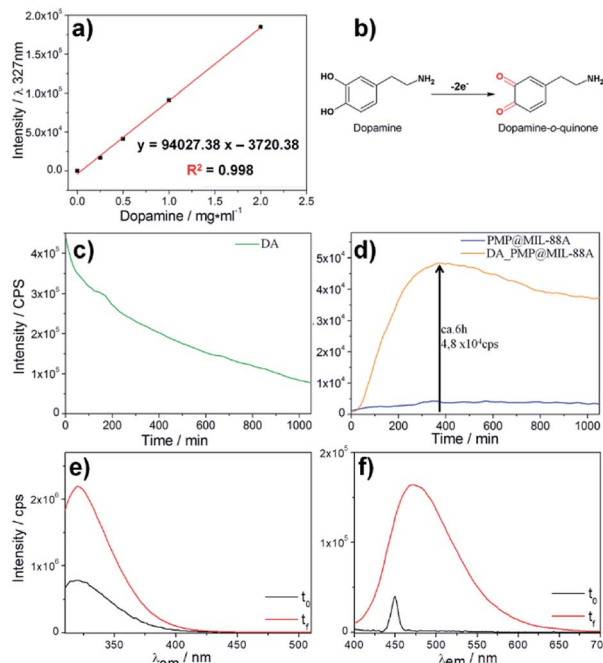 a)
Intensity / λ 327nm
2.0x10⁵
1.5x10⁵
1.0x10⁵
5.0x10⁴
0.0
y = 94027.38 x – 3720.38
R² = 0.998
0.0 0.5 1.0 1.5 2.0 2.5
Dopamine / mg•ml⁻¹
b)
HO
HO
NH₂
-2e⁻
O
O
NH₂
Dopamine
Dopamine-o-quinone
c)
DA
Intensity / CPS
4x10⁵
3x10⁵
2x10⁵
1x10⁵
0 200 400 600 800 1000
Time / min
d)
PMP@MIL-88A
DA_PMP@MIL-88A
5x10⁴
4x10⁴
3x10⁴
2x10⁴
1x10⁴
ca.6h
4,8 x10⁴cps
0 200 400 600 800 1000
Time / min
e)
Intensity / cps
2x10⁶
1x10⁶
0
t₀
t_f
350 400 450 500
λem / nm
f)
2x10⁵
1x10⁵
0
t₀
t_f
400 450 500 550 600 650 700
λem / nm